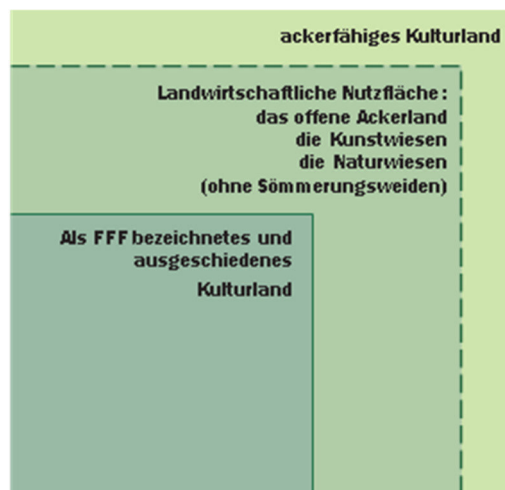 ackerfähiges Kulturland
Landwirtschaftliche Nutzfläche:
das offene Ackerland
die Kunstwiesen
die Naturwiesen
(ohne Sömmerungsweiden)
Als FFF bezeichnetes und
ausgeschiedenes
Kulturland